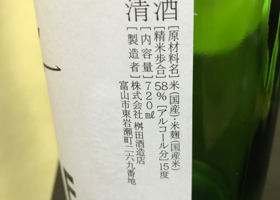 清酒
[原材料名]米(国産)・米麹(国産米)
[精米歩合]58%[アルコール分]15度
[内容量]720ml
[製造者]株式会社 桝田酒造店
富山市東岩瀬町二六九番地